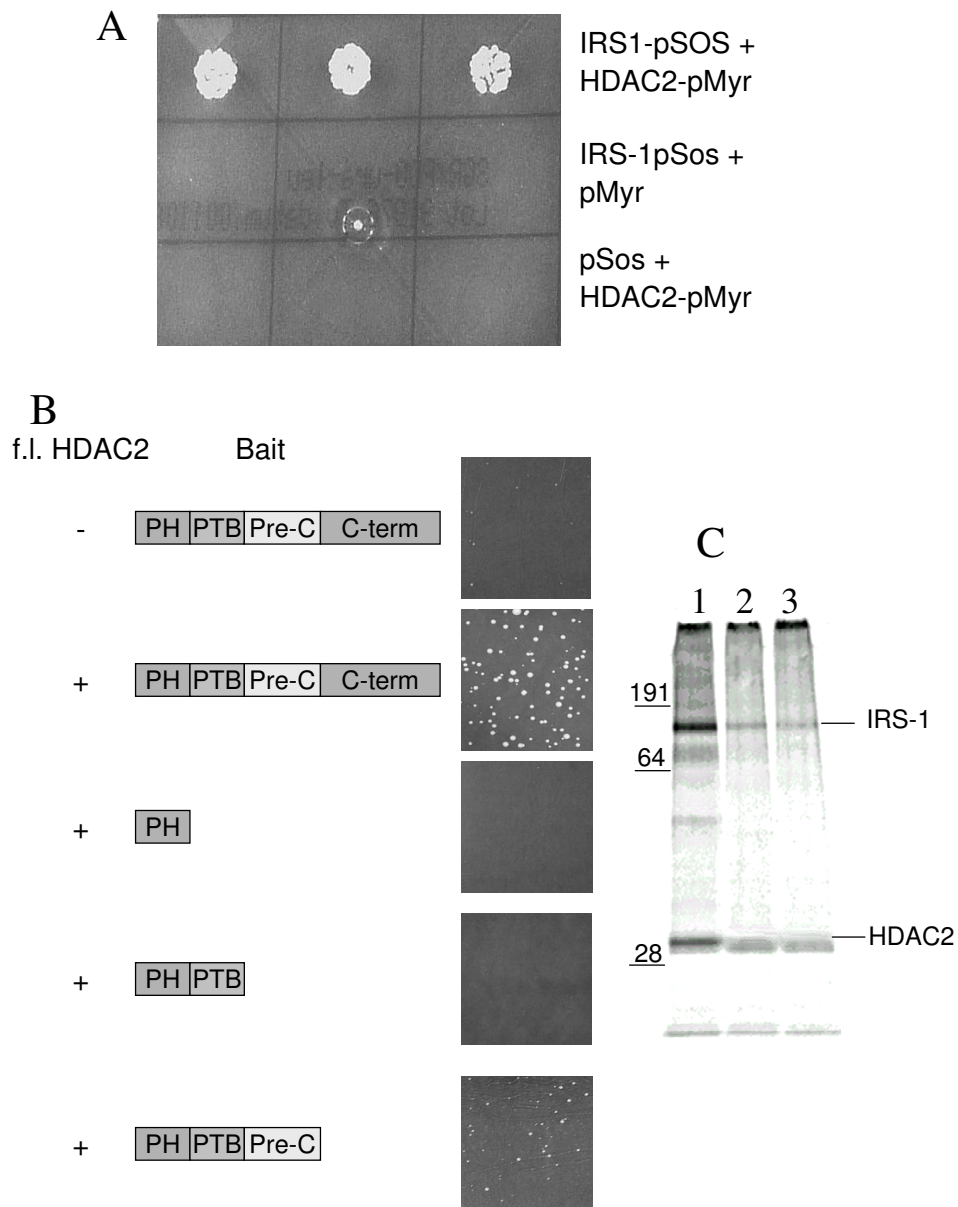 A
IRS1-pSOS +
HDAC2-pMyr
IRS-1pSos +
pMyr
pSos +
HDAC2-pMyr
B
f.l. HDAC2 Bait
- PH PTB Pre-C C-term
+ PH PTB Pre-C C-term
+ PH
+ PH PTB
+ PH PTB Pre-C
C
1 2 3
191
IRS-1
64
HDAC2
28